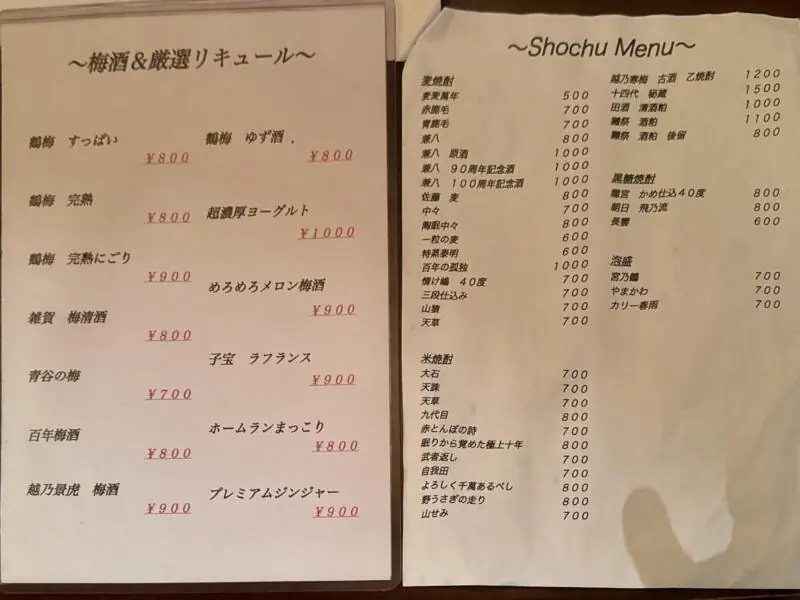 ～梅酒＆厳選リキュール～
鶴梅　すっぱい
￥８００
鶴梅　完熟
￥８００
鶴梅　完熟にごり
￥９００
雑賀　梅清酒
￥８００
青谷の梅
￥７００
百年梅酒
￥８００
越乃景虎　梅酒
￥９００
鶴梅　ゆず酒　．
￥８００
超濃厚ヨーグルト
￥１０００
めろめろメロン梅酒
￥９００
子宝　ラフランス
￥９００
ホームランまっこり
￥８００
プレミアムジンジャー
￥９００
～Shochu Menu～
麦焼酎
麦麦萬年　５００
赤鹿毛　７００
青鹿毛　７００
兼八　８００
兼八　原酒　１０００
兼八　９０周年記念酒　１０００
兼八　１００周年記念酒　１０００
佐藤　麦　８００
中々　７００
陶眠中々　８００
一粒の麦　６００
特蒸泰明　６００
百年の孤独　１０００
情け嶋　４０度　７００
三段仕込み　７００
山猿　７００
天草　７００
米焼酎
大石　７００
天誅　７００
天草　７００
九代目　８００
赤とんぼの詩　７００
眠りから覚めた極上十年　８００
武者返し　７００
自我田　７００
よろしく千萬あるべし　８００
野うさぎの走り　８００
山せみ　７００
越乃寒梅　古酒　乙焼酎　１２００
十四代　秘蔵　１５００
田酒　清酒粕　１０００
獺祭　酒粕　１１００
獺祭　酒粕　後留　８００
黒糖焼酎
龍宮　かめ仕込４０度　８００
朝日　飛乃流　８００
長雲　６００
泡盛
宮乃鶴　７００
やまかわ　７００
カリー春雨　７００